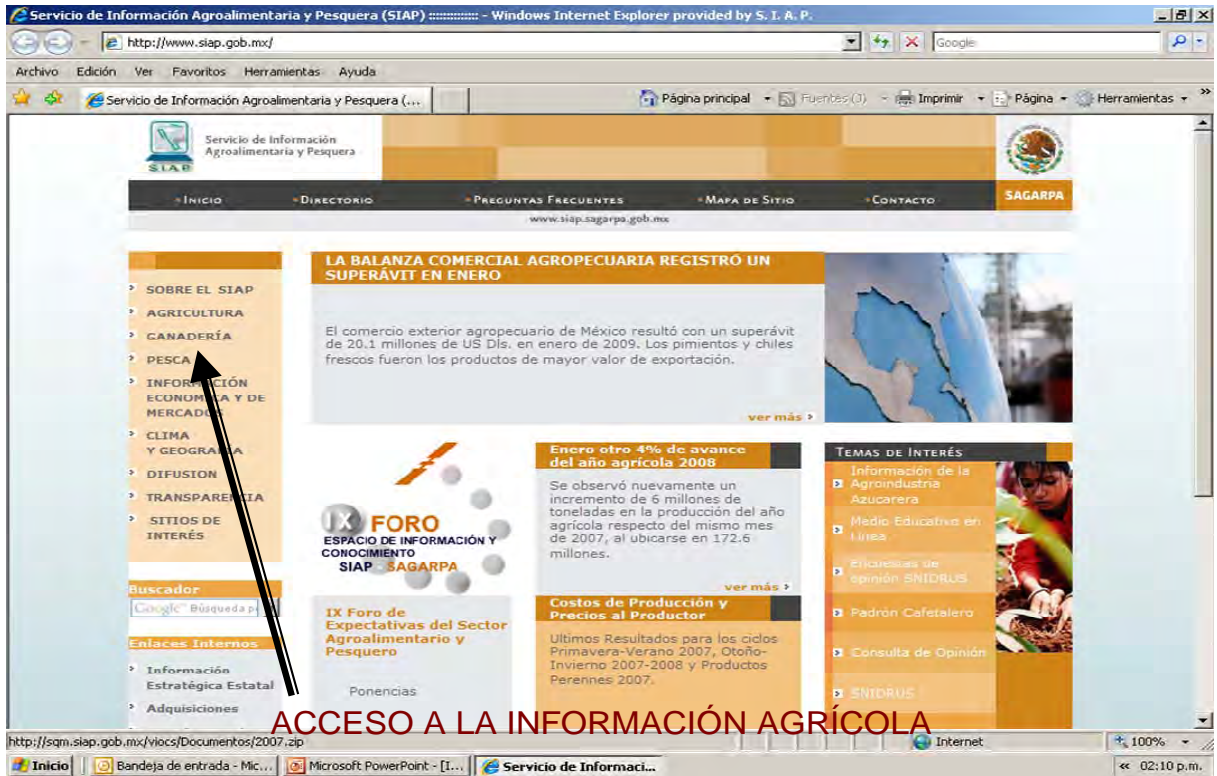 Servicio de Información Agroalimentaria y Pesquera (SIAP) :::::::::::::: - Windows Internet Explorer provided by S. I. A. P.
http://www.siap.gob.mx/
Google
Archivo Edición Ver Favoritos Herramientas Ayuda
Servicio de Información Agroalimentaria y Pesquera (...
Página principal Fuentes (J) Imprimir Página Herramientas
SIAP
Servicio de Información
Agroalimentaria y Pesquera
SAGARPA
INICIO DIRECTORIO PREGUNTAS FRECUENTES MAPA DE SITIO CONTACTO
www.siap.sagarpa.gob.mx
SOBRE EL SIAP
AGRICULTURA
GANADERÍA
PESCA
INFORMACIÓN
ECONOMICA Y DE
MERCADOS
CLIMA
Y GEOGRAFÍA
DIFUSION
TRANSPARENCIA
SITIOS DE
INTERÉS
Buscador
Google Búsqueda
Enlaces Internos
Información
Estratégica Estatal
Adquisiciones
LA BALANZA COMERCIAL AGROPECUARIA REGISTRÓ UN
SUPERÁVIT EN ENERO
El comercio exterior agropecuario de México resultó con un superávit
de 20.1 millones de US Dls. en enero de 2009. Los pimientos y chiles
frescos fueron los productos de mayor valor de exportación.
ver más
IX FORO
ESPACIO DE INFORMACIÓN Y
CONOCIMIENTO
SIAP - SAGARPA
IX Foro de
Expectativas del Sector
Agroalimentario y
Pesquero
Ponencias
Enero otro 4% de avance
del año agrícola 2008
Se observó nuevamente un
incremento de 6 millones de
toneladas en la producción del año
agrícola respecto del mismo mes
de 2007, al ubicarse en 172.6
millones.
ver más
Costos de Producción y
Precios al Productor
Ultimos Resultados para los ciclos
Primavera-Verano 2007, Otoño-
Invierno 2007-2008 y Productos
Perennes 2007.
TEMAS DE INTERÉS
Información de la
Agroindustria
Azucarera
Medio Educativo en
Linea
Encuestas de
opinión SNIDRUS
Padrón Cafetalero
Consulta de Opinión
SNIDRUS
ACCESO A LA INFORMACIÓN AGRÍCOLA
http://sqm.siap.gob.mx/viocs/Documentos/2007.zip
Internet
100%
Inicio
Bandeja de entrada - Mic...
Microsoft PowerPoint - [I...
Servicio de Informaci...
02:10 p.m.